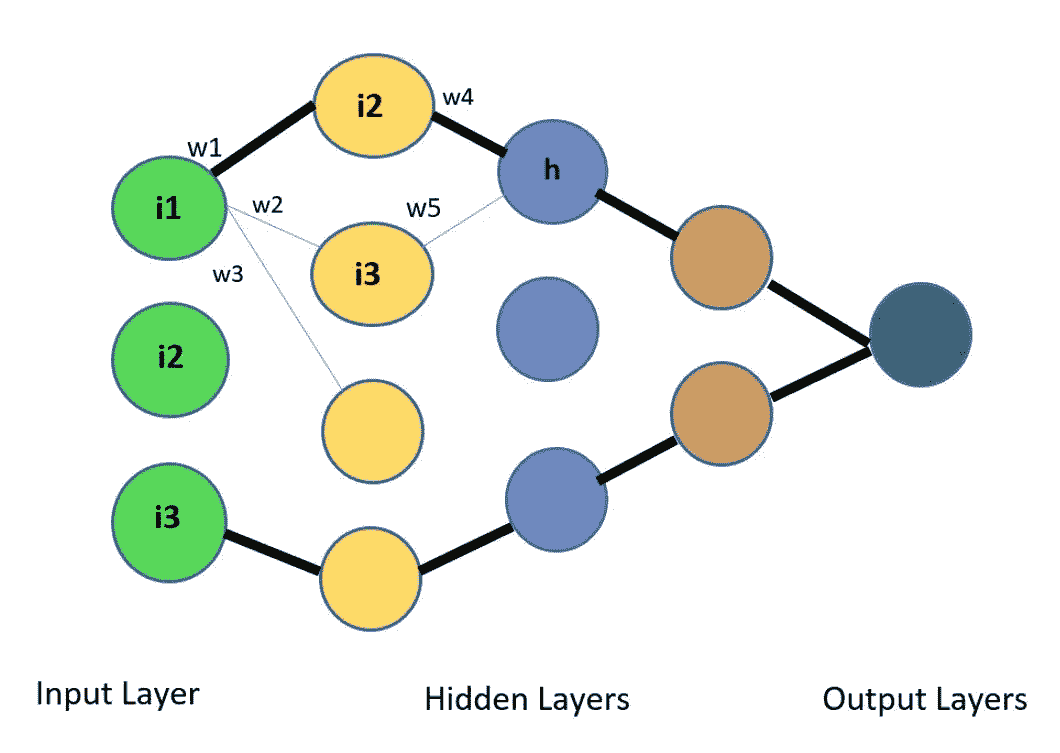 i2
w4
w1
h
i1
w2
w5
i3
w3
i2
i3
Input Layer
Hidden Layers
Output Layers